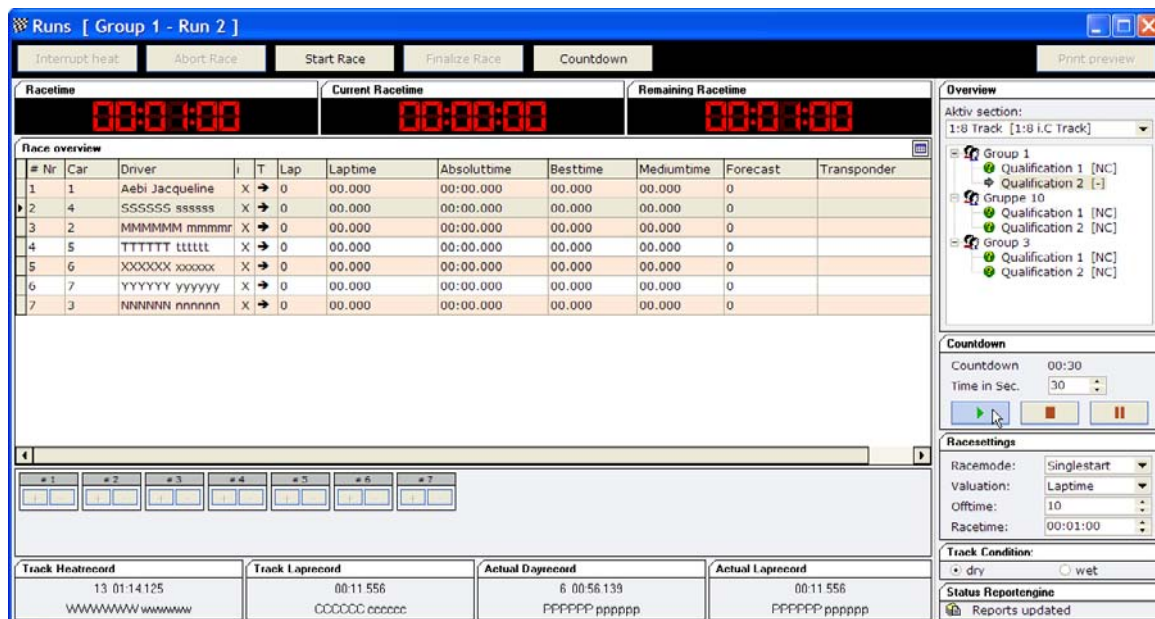 Runs [ Group 1 - Run 2 ]
Interrupt heat Abort Race Start Race Finalize Race Countdown Print preview
Racetime Current Racetime Remaining Racetime Overview
00:01:00 00:00:00 00:01:00
Aktiv section:
1:8 Track [1:8 i.C Track]
Race overview
# Nr Car Driver i T Lap Laptime Absoluttime Besttime Mediumtime Forecast Transponder
1 1 Aebi Jacqueline X ➔ 0 00.000 00:00.000 00.000 00.000 0
2 4 SSSSSS ssssss X ➔ 0 00.000 00:00.000 00.000 00.000 0
3 2 MMMMMM mmmmr X ➔ 0 00.000 00:00.000 00.000 00.000 0
4 5 TTTTTT tttttt X ➔ 0 00.000 00:00.000 00.000 00.000 0
5 6 XXXXXX xxxxxx X ➔ 0 00.000 00:00.000 00.000 00.000 0
6 7 YYYYYY yyyyyy X ➔ 0 00.000 00:00.000 00.000 00.000 0
7 3 NNNNNN nnnnnn X ➔ 0 00.000 00:00.000 00.000 00.000 0
Group 1
Qualification 1 [NC]
Qualification 2 [-]
Gruppe 10
Qualification 1 [NC]
Qualification 2 [NC]
Group 3
Qualification 1 [NC]
Qualification 2 [NC]
Countdown
Countdown 00:30
Time in Sec. 30
Racesettings
Racemode: Singlestart
Valuation: Laptime
Offtime: 10
Racetime: 00:01:00
Track Condition:
dry wet
Status Reportengine
Reports updated
# 1 # 2 # 3 # 4 # 5 # 6 # 7
+ - + - + - + - + - + - + -
Track Heatrecord Track Laprecord Actual Dayrecord Actual Laprecord
13 01:14.125 00:11.556 6 00:56.139 00:11.556
WWWWWW wwwwww CCCCCC cccccc PPPPPP pppppp PPPPPP pppppp